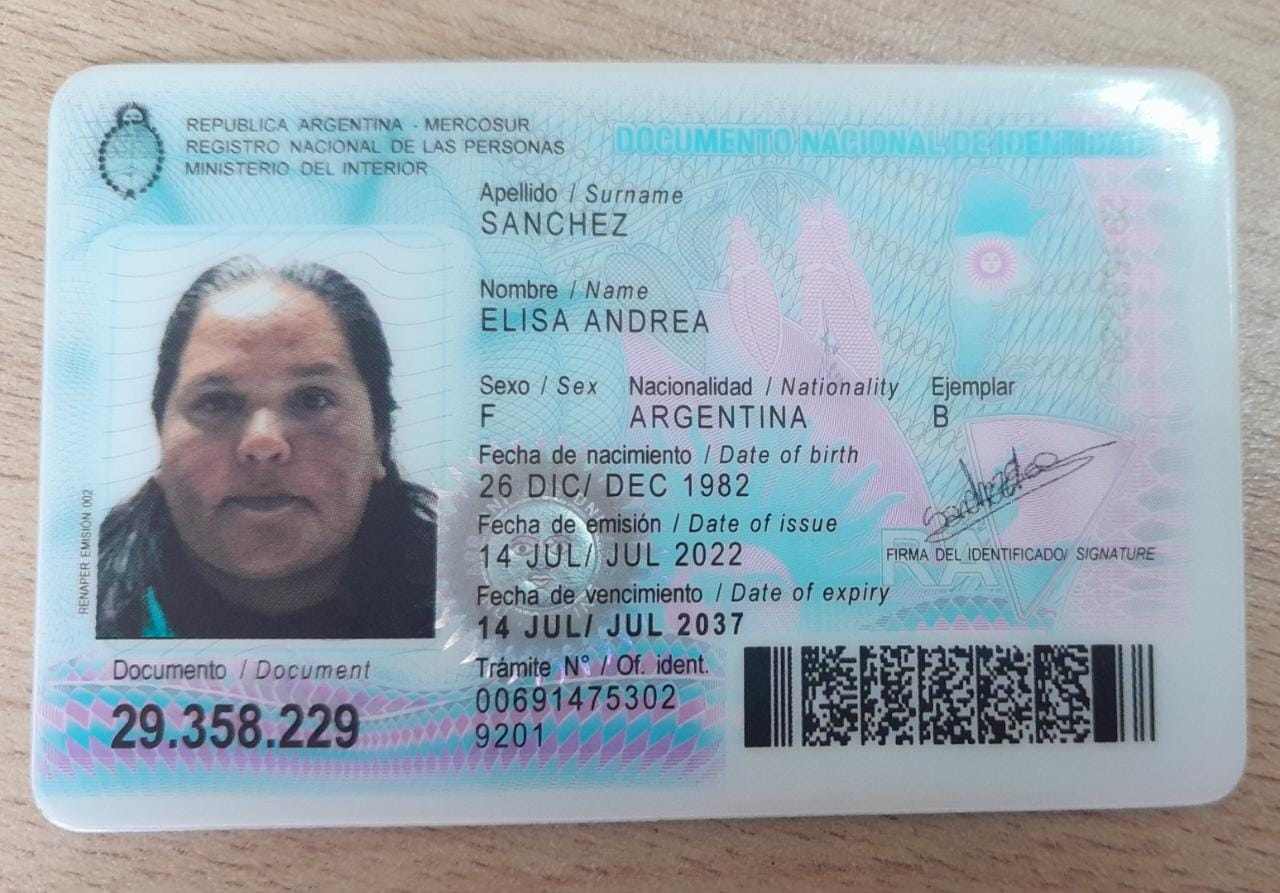 REPUBLICA ARGENTINA - MERCOSUR
REGISTRO NACIONAL DE LAS PERSONAS
MINISTERIO DEL INTERIOR
DOCUMENTO NACIONAL DE IDENTIDAD
Apellido / Surname
SANCHEZ
Nombre / Name
ELISA ANDREA
Sexo / Sex Nacionalidad / Nationality Ejemplar
F ARGENTINA B
Fecha de nacimiento / Date of birth
26 DIC/ DEC 1982
Fecha de emisión / Date of issue
14 JUL/ JUL 2022
FIRMA DEL IDENTIFICADO/ SIGNATURE
RA
Fecha de vencimiento / Date of expiry
14 JUL/ JUL 2037
RENAPER EMISIÓN 002
Documento / Document
29.358.229
Trámite N° / Of. ident.
00691475302
9201